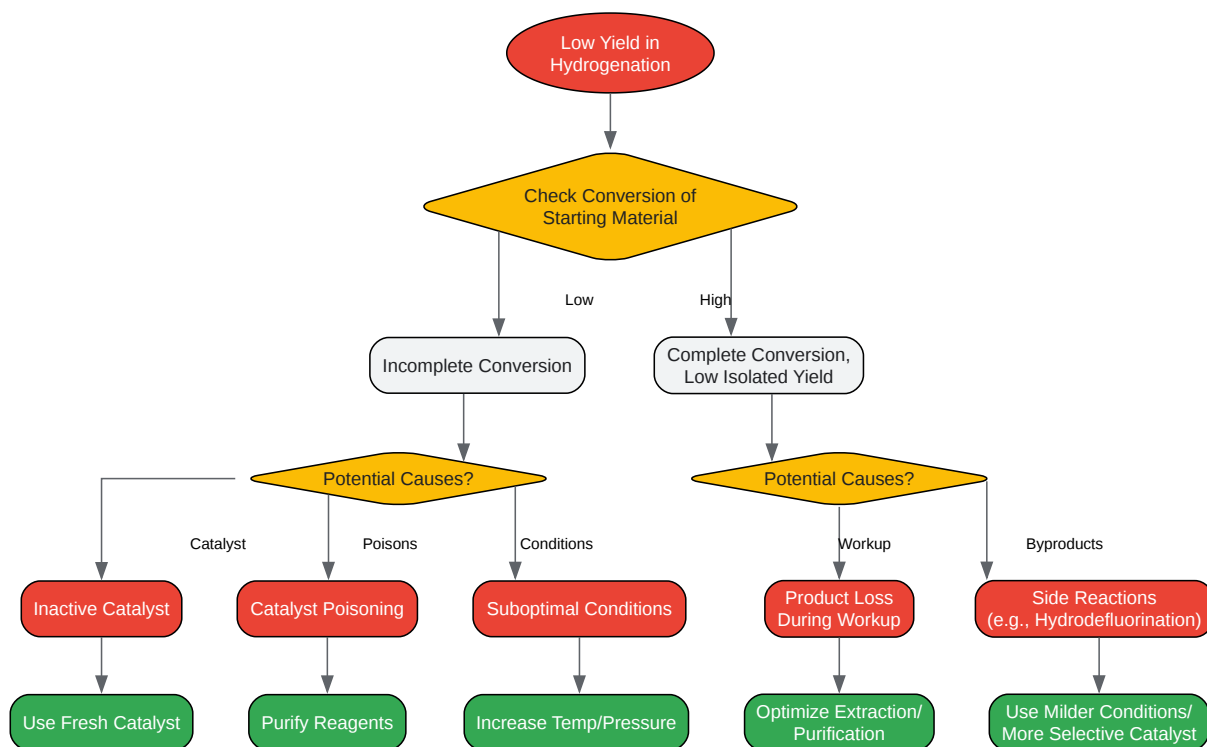 Low Yield in
Hydrogenation
Check Conversion of
Starting Material
Low
High
Incomplete Conversion
Complete Conversion,
Low Isolated Yield
Potential Causes?
Potential Causes?
Catalyst
Poisons
Conditions
Workup
Byproducts
Inactive Catalyst
Catalyst Poisoning
Suboptimal Conditions
Product Loss
During Workup
Side Reactions
(e.g., Hydrodefluorination)
Use Fresh Catalyst
Purify Reagents
Increase Temp/Pressure
Optimize Extraction/
Purification
Use Milder Conditions/
More Selective Catalyst